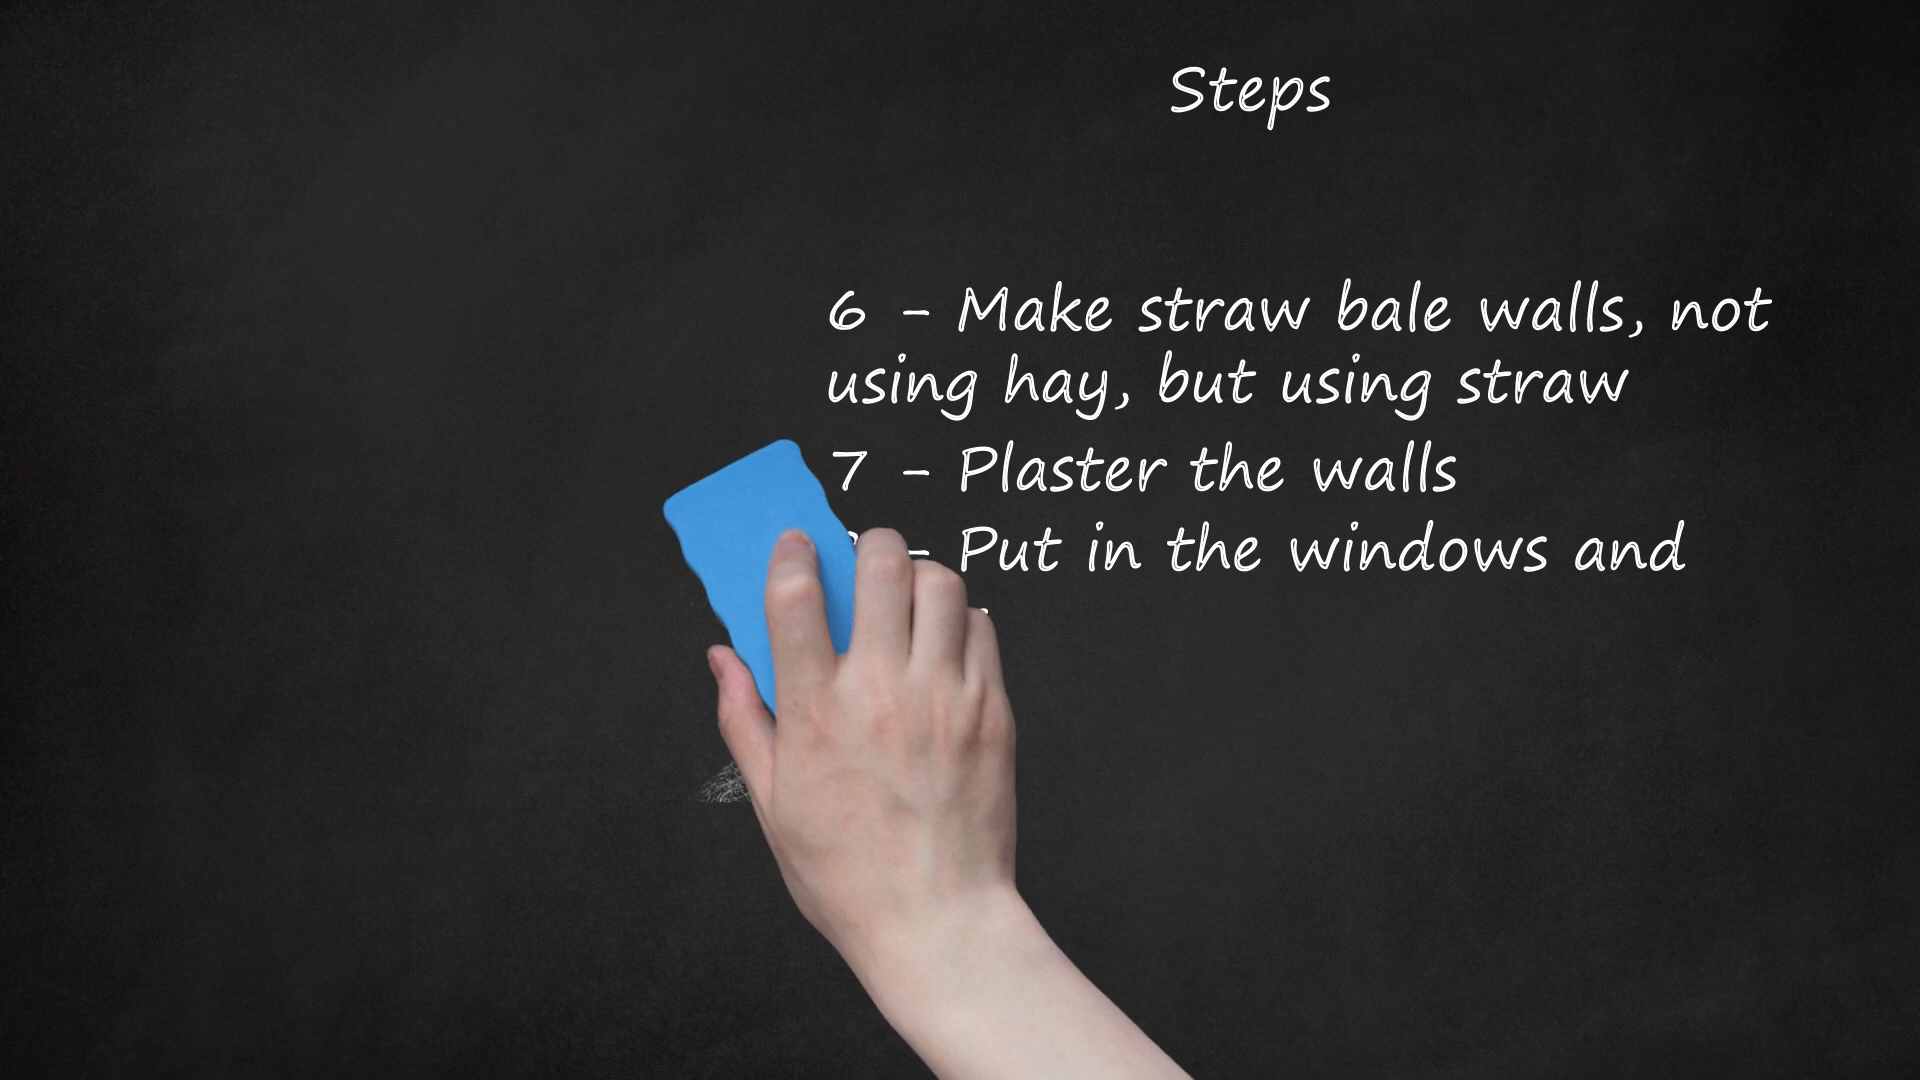 Steps
6 - Make straw bale walls, not
using hay, but using straw
7 - Plaster the walls
- Put in the windows and